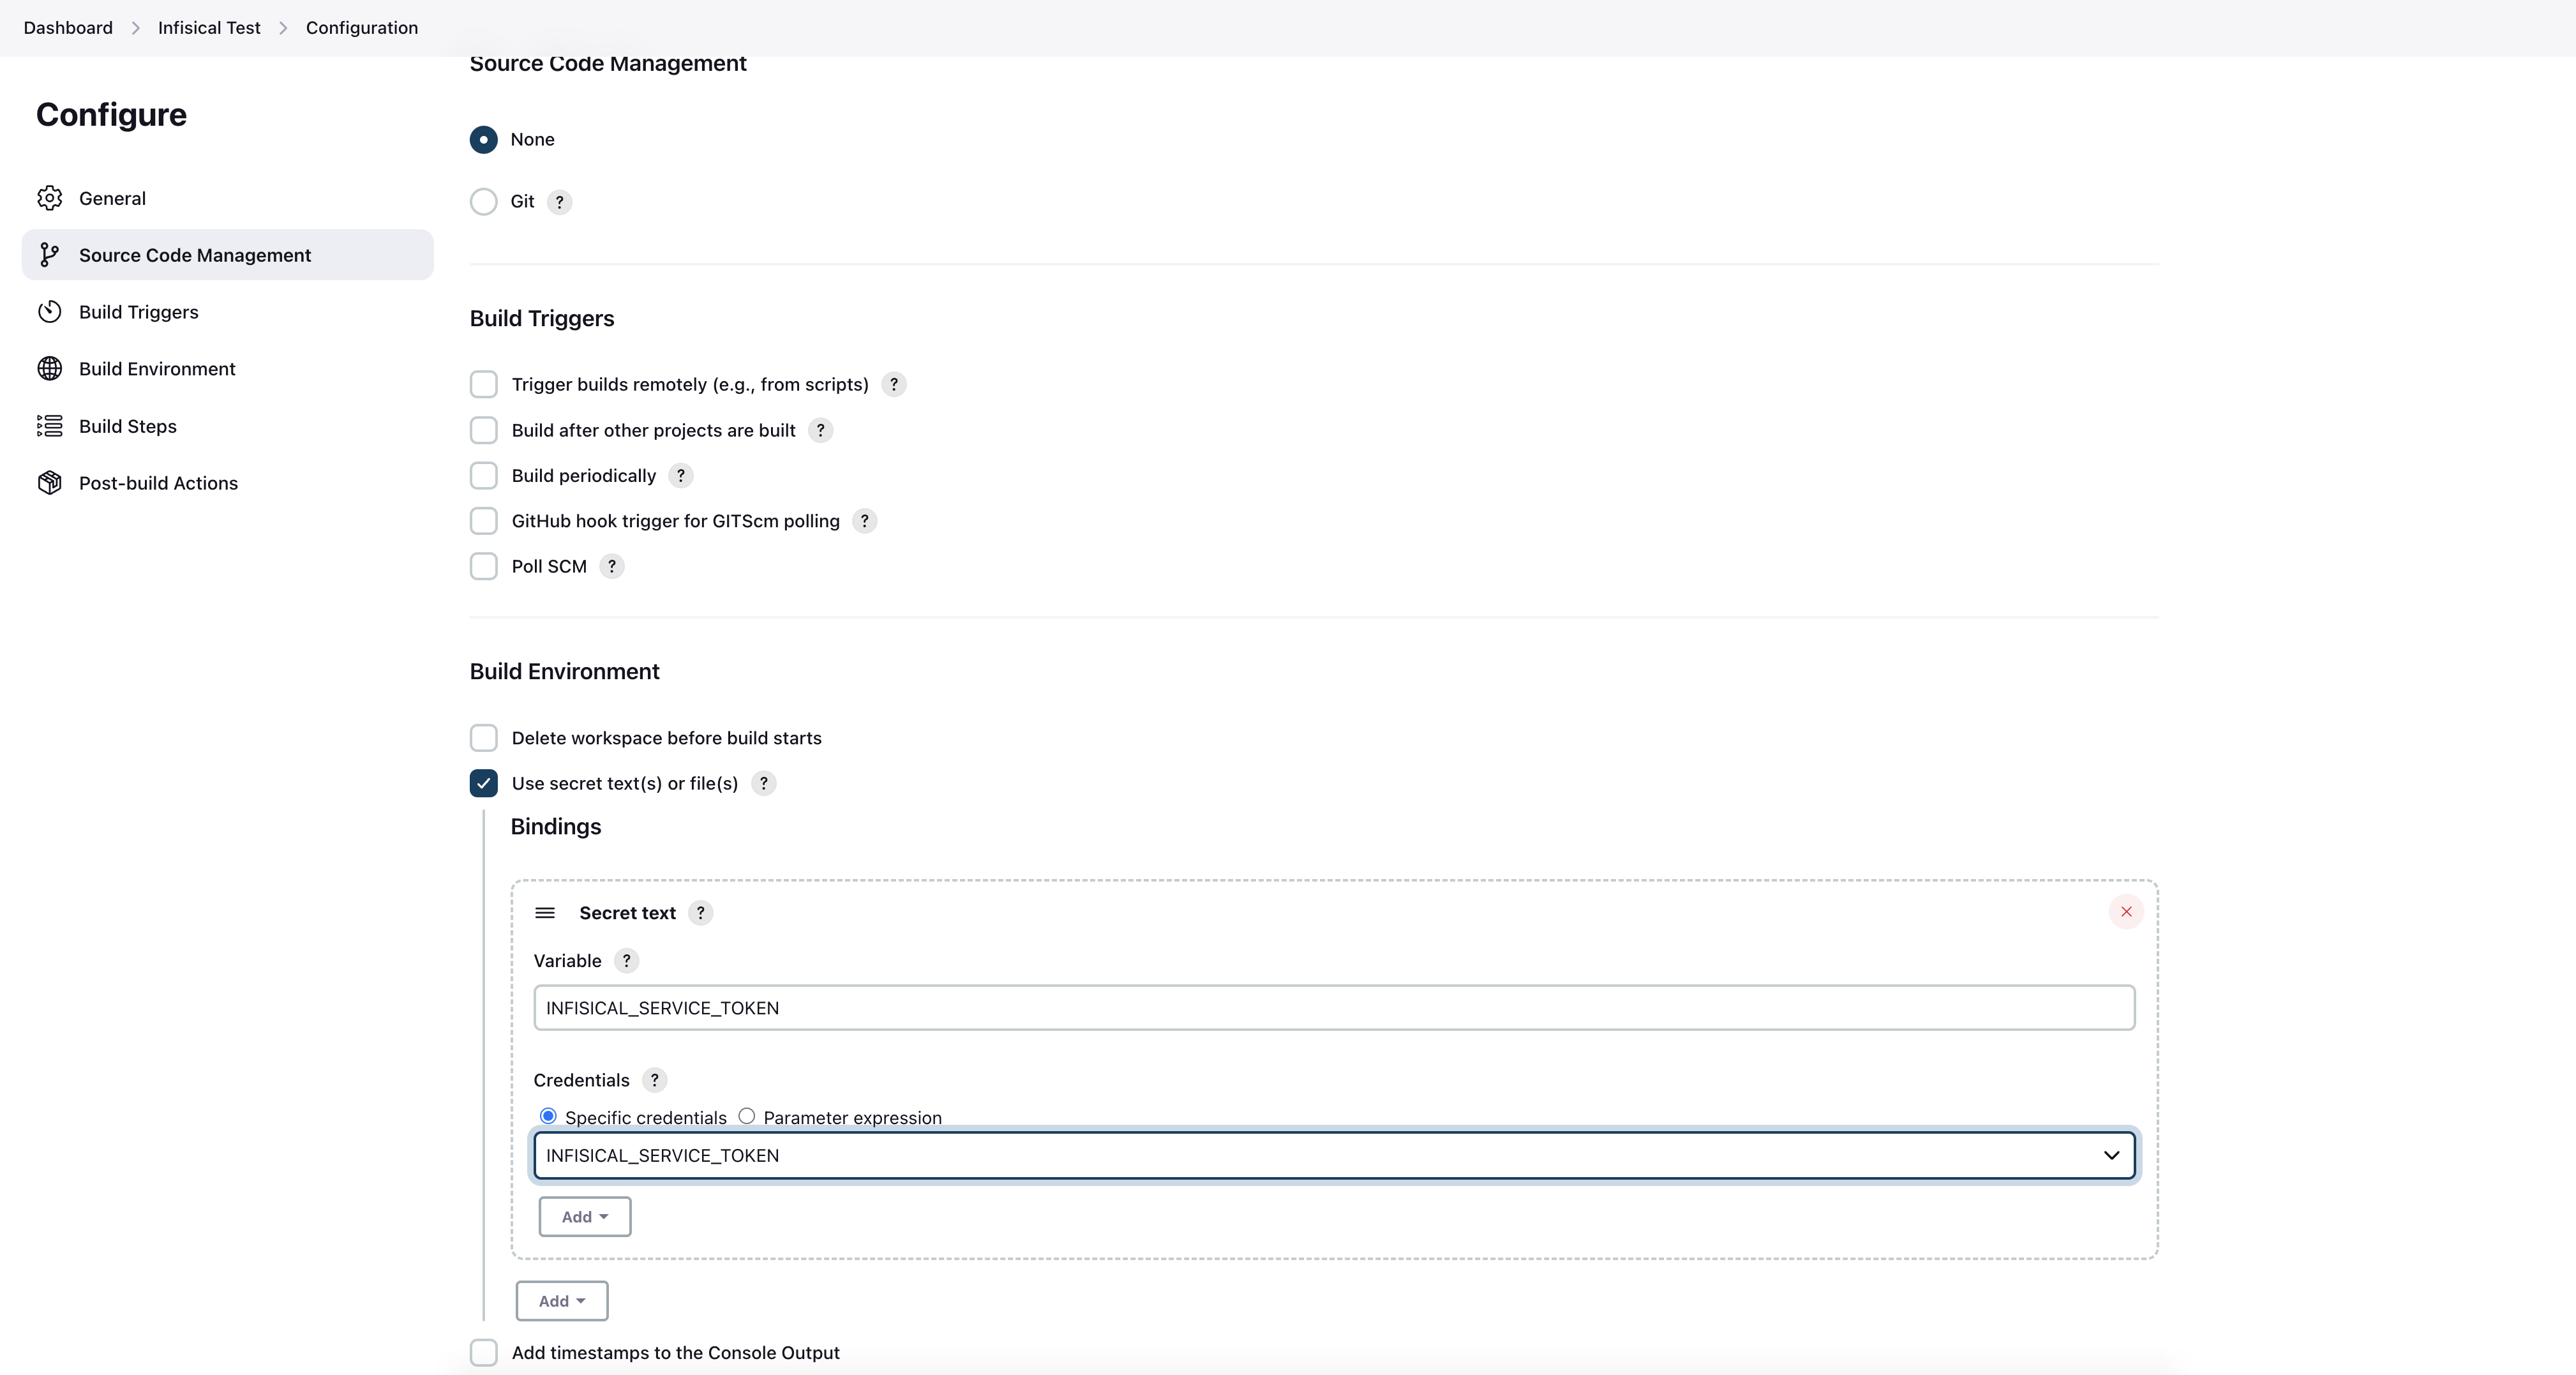 Dashboard > Infisical Test > Configuration
Configure
General
Source Code Management
Build Triggers
Build Environment
Build Steps
Post-build Actions
Source Code Management
None
Git ?
Build Triggers
Trigger builds remotely (e.g., from scripts) ?
Build after other projects are built ?
Build periodically ?
GitHub hook trigger for GITScm polling ?
Poll SCM ?
Build Environment
Delete workspace before build starts
Use secret text(s) or file(s) ?
Bindings
Secret text ?
Variable ?
INFISICAL_SERVICE_TOKEN
Credentials ?
Specific credentials Parameter expression
INFISICAL_SERVICE_TOKEN
Add
Add
Add timestamps to the Console Output